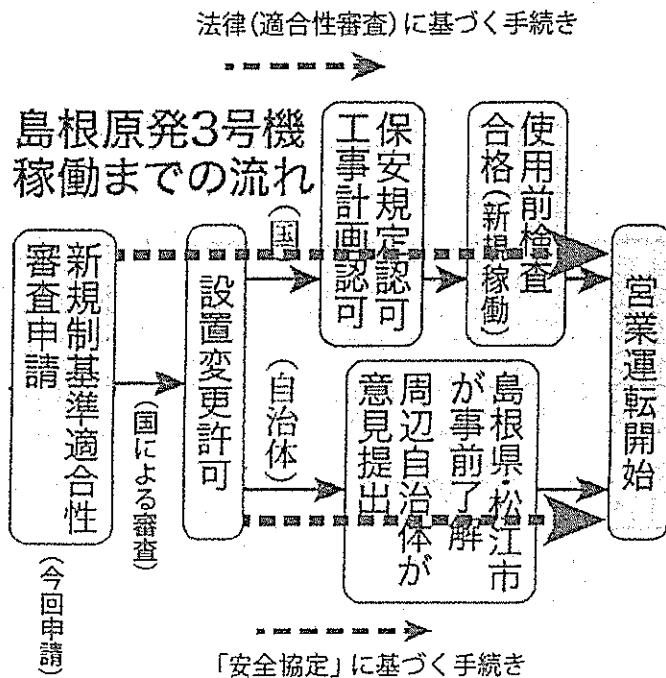 法律(適合性審査)に基づく手続き
島根原発3号機
稼働までの流れ
新規制基準適合性
審査申請
(今回申請)
(国による審査)
設置変更許可
(国)
保安規定認可
工事計画認可
使用前検査
合格(新規稼働)
(自治体)
島根県・松江市
が事前了解
周辺自治体が
意見提出
営業運転開始
「安全協定」に基づく手続き